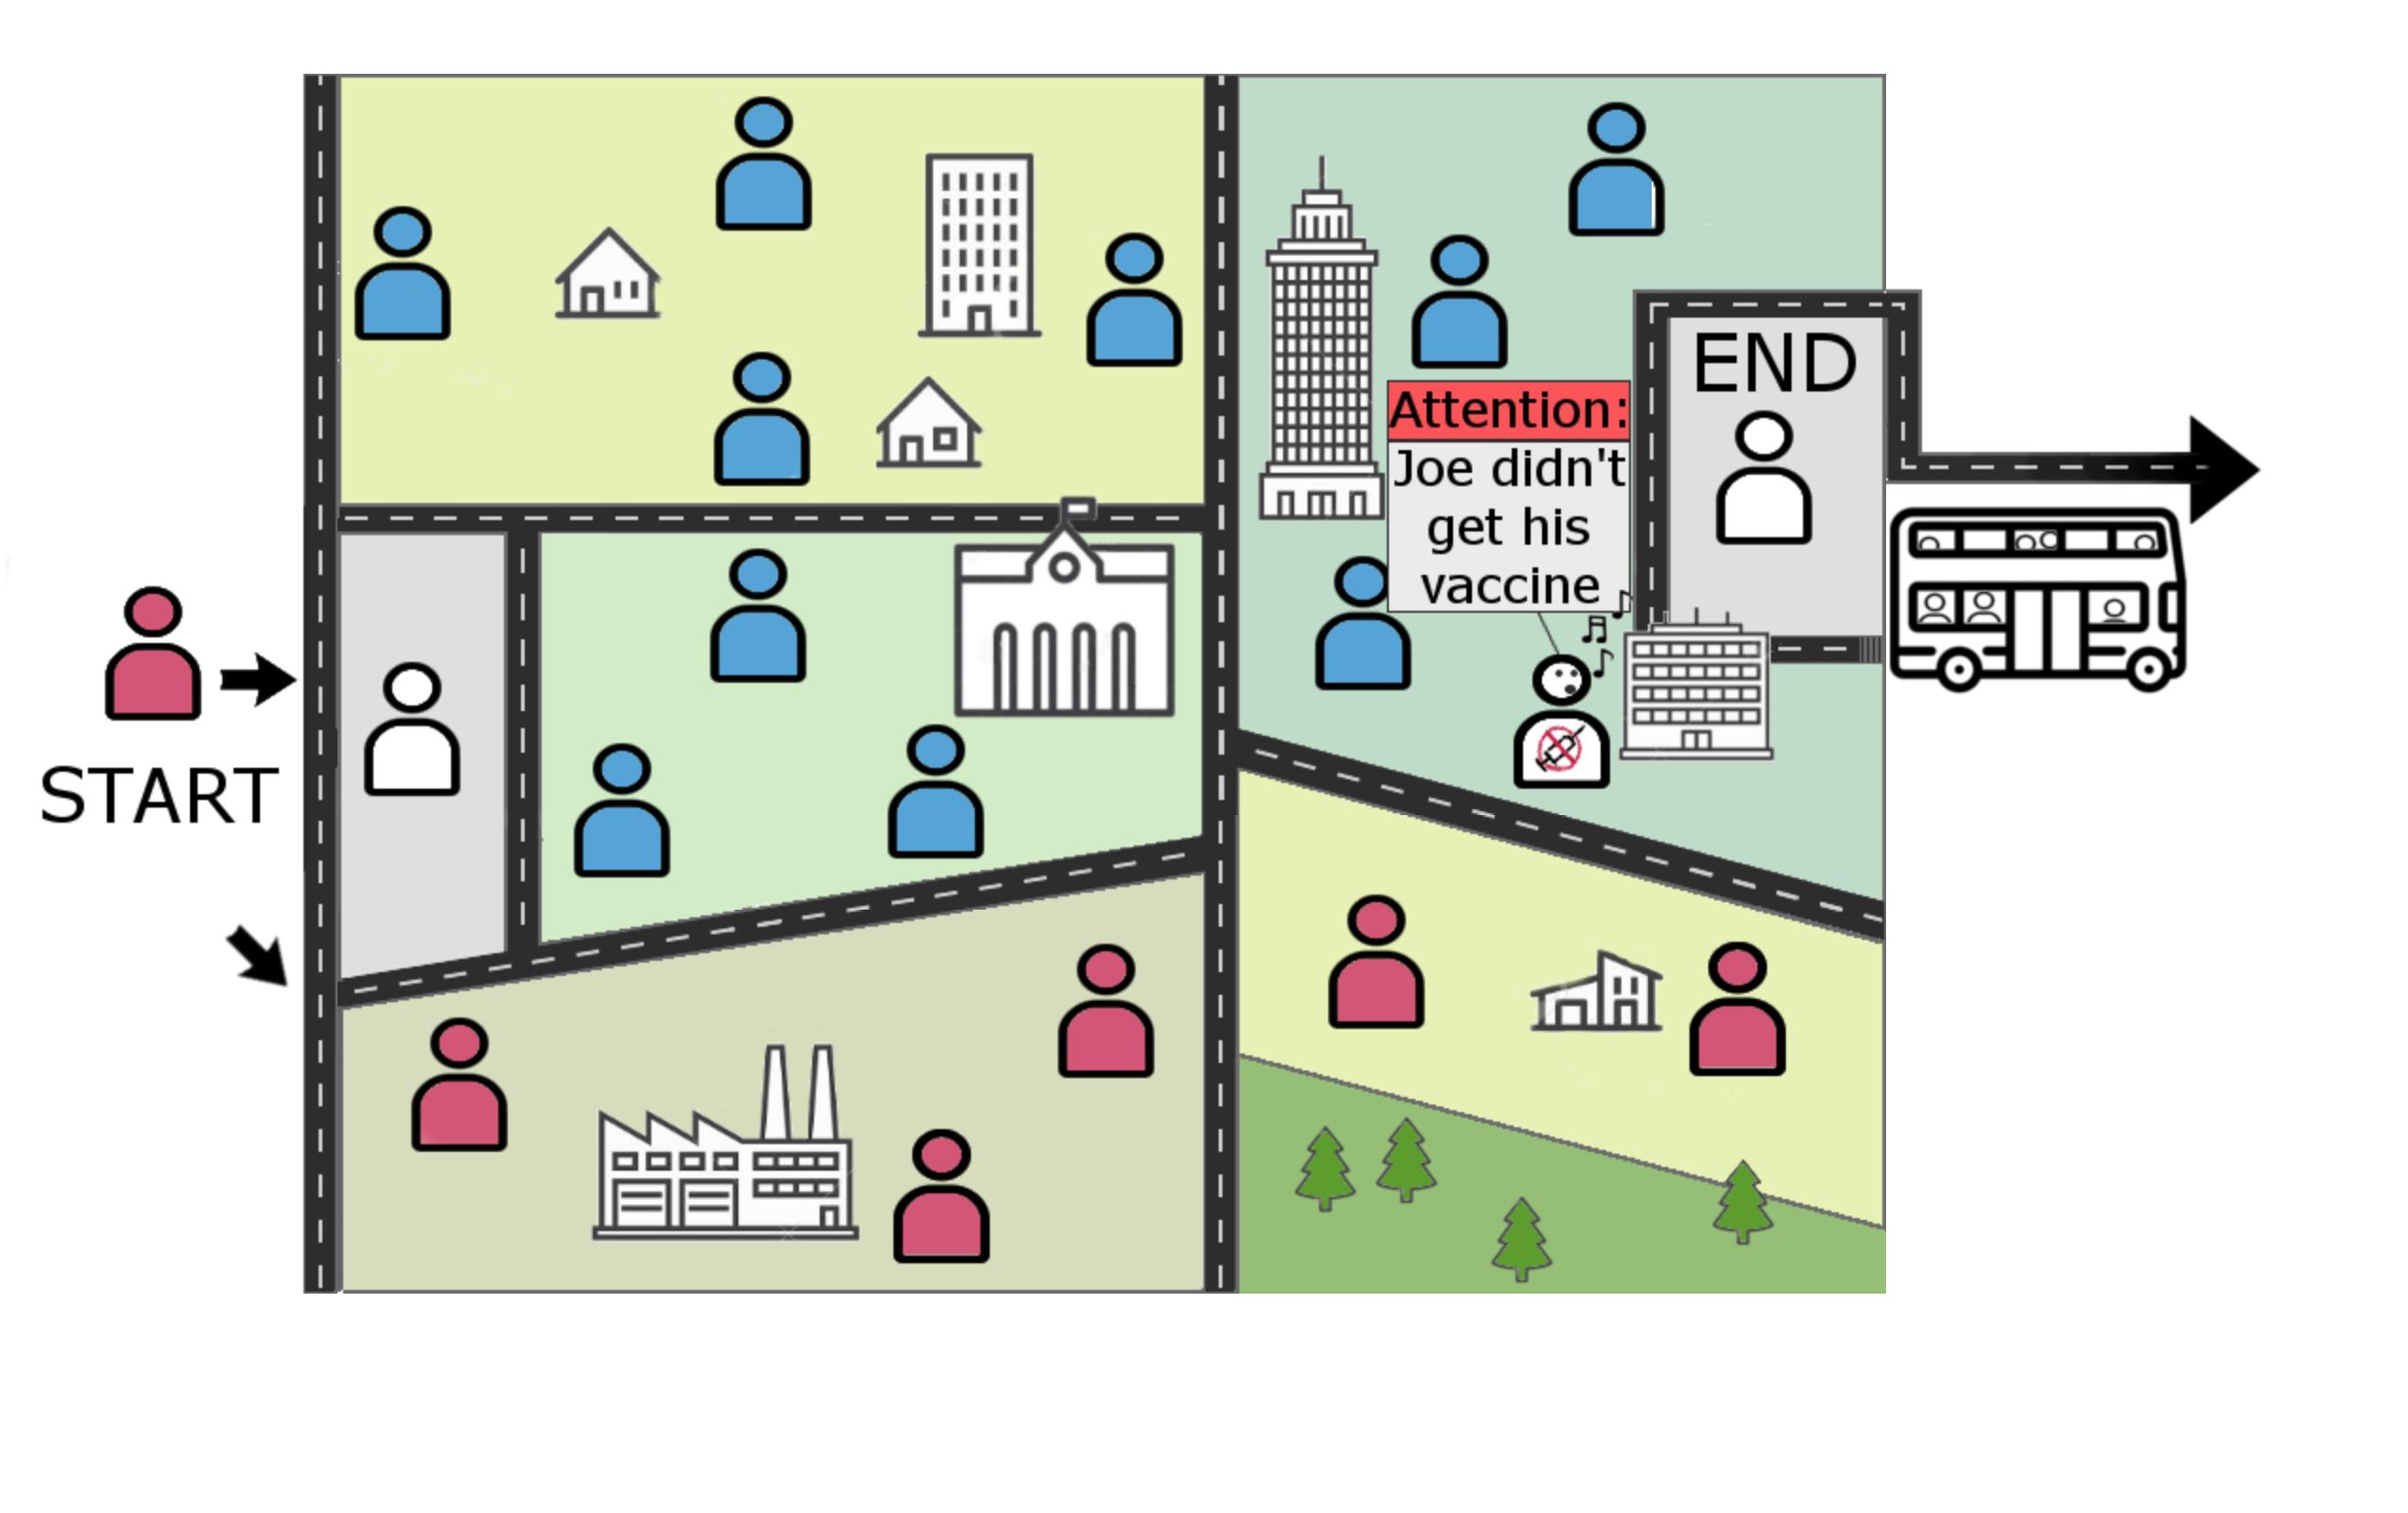 END
Attention:
Joe didn't
get his
vaccine
START